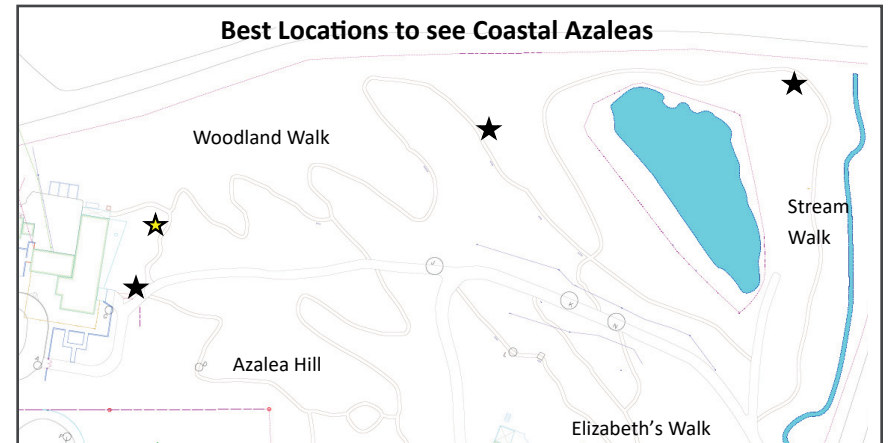 Best Locations to see Coastal Azaleas
Woodland Walk
Stream
Walk
Azalea Hill
Elizabeth's Walk